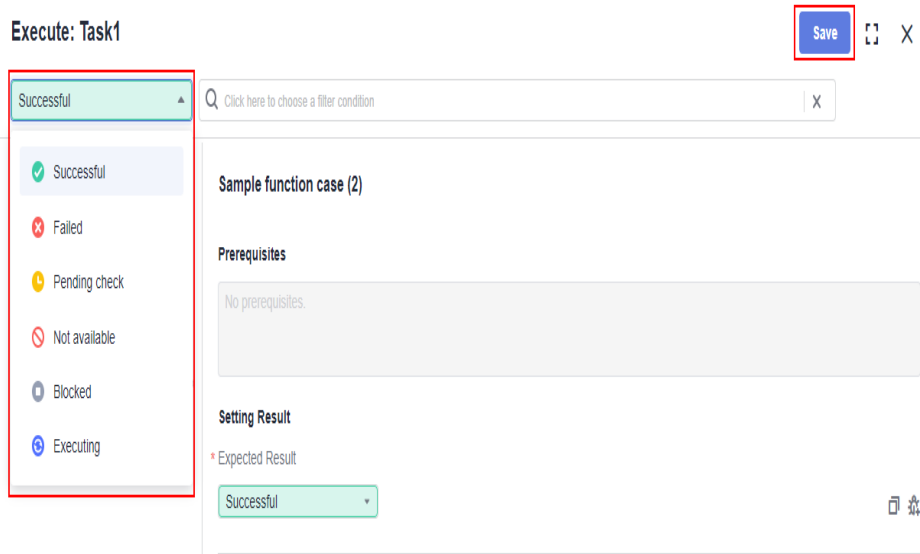 Execute: Task1
Save
Successful
Click here to choose a filter condition
Successful
Failed
Pending check
Not available
Blocked
Executing
Sample function case (2)
Prerequisites
No prerequisites.
Setting Result
* Expected Result
Successful